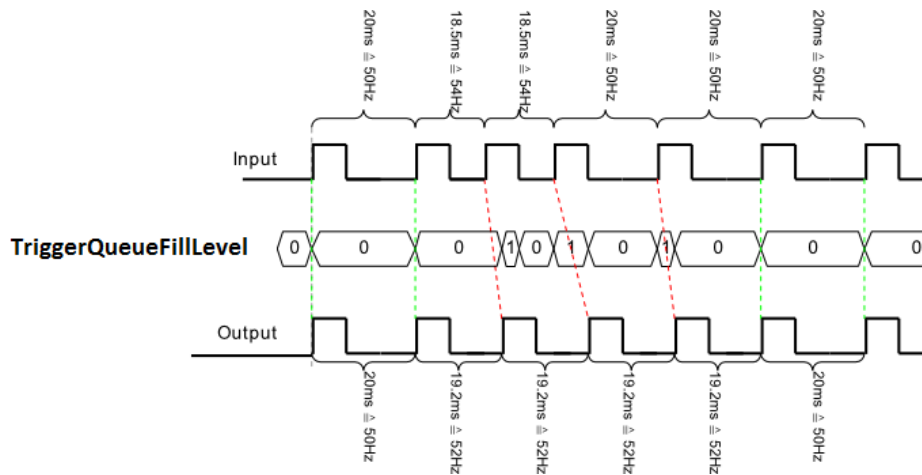 20ms ≙ 50Hz
18.5ms ≙ 54Hz
18.5ms ≙ 54Hz
20ms ≙ 50Hz
20ms ≙ 50Hz
20ms ≙ 50Hz
Input
TriggerQueueFillLevel
0 0 0 1 0 1 0 1 0 0 0
Output
20ms ≙ 50Hz
19.2ms ≙ 52Hz
19.2ms ≙ 52Hz
19.2ms ≙ 52Hz
19.2ms ≙ 52Hz
20ms ≙ 50Hz